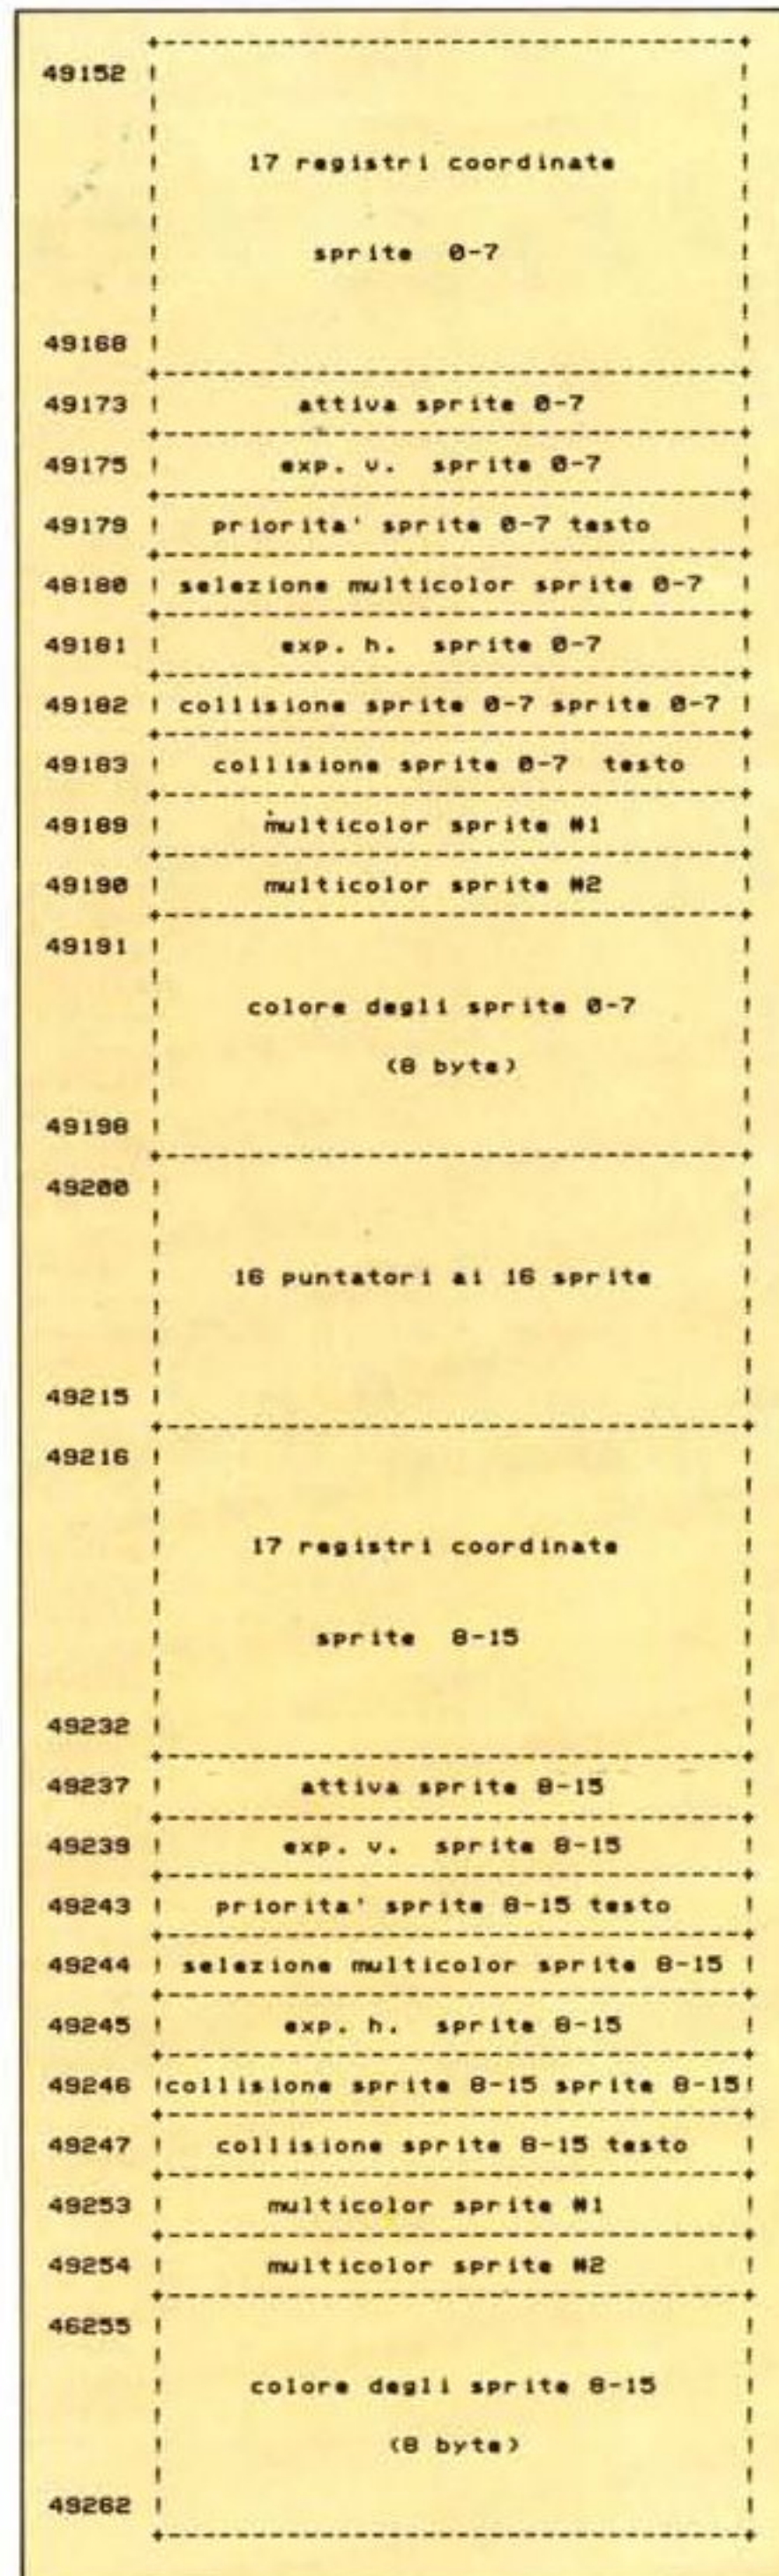 49152
17 registri coordinate
sprite 0-7
49168
49173 ! attiva sprite 0-7 !
49175 ! exp. v. sprite 0-7 !
49179 ! priorita' sprite 0-7 testo !
49180 ! selezione multicolor sprite 0-7 !
49181 ! exp. h. sprite 0-7 !
49182 ! collisione sprite 0-7 sprite 0-7 !
49183 ! collisione sprite 0-7 testo !
49189 ! multicolor sprite #1 !
49190 ! multicolor sprite #2 !
49191
colore degli sprite 0-7
(8 byte)
49198
49200
16 puntatori ai 16 sprite
49215
49216
17 registri coordinate
sprite 8-15
49232
49237 ! attiva sprite 8-15 !
49239 ! exp. v. sprite 8-15 !
49243 ! priorita' sprite 8-15 testo !
49244 ! selezione multicolor sprite 8-15 !
49245 ! exp. h. sprite 8-15 !
49246 !collisione sprite 8-15 sprite 8-15!
49247 ! collisione sprite 8-15 testo !
49253 ! multicolor sprite #1 !
49254 ! multicolor sprite #2 !
46255
colore degli sprite 8-15
(8 byte)
49262